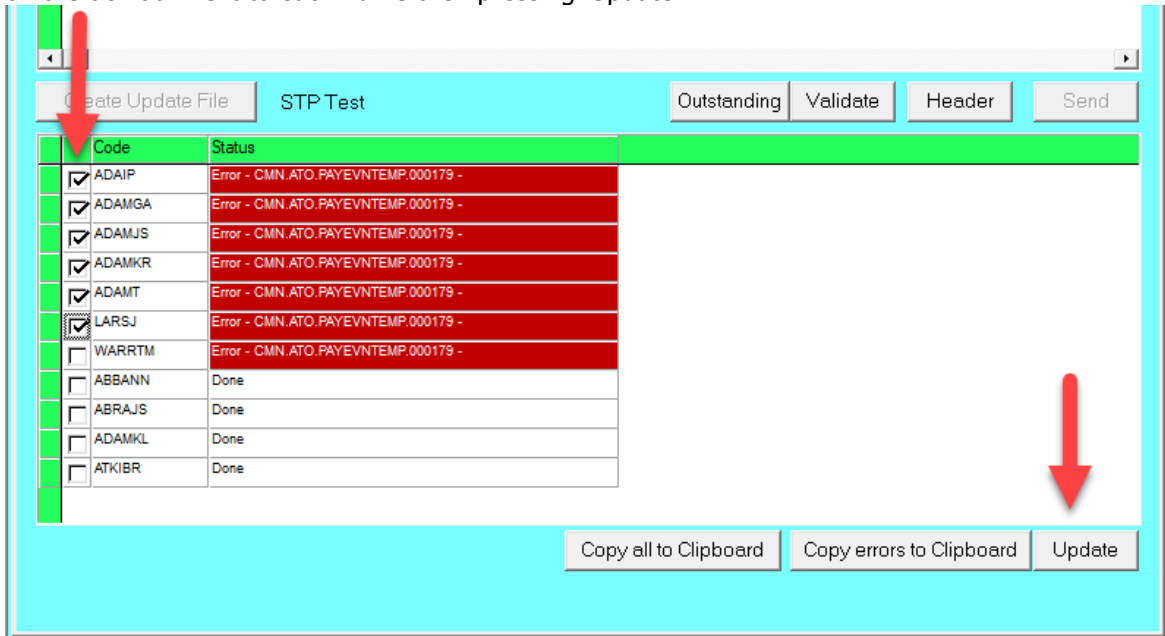 Create Update File STP Test Outstanding Validate Header Send
Code Status
ADAIP Error - CMN.ATO.PAYEVNTEMP.000179 -
ADAMGA Error - CMN.ATO.PAYEVNTEMP.000179 -
ADAMJS Error - CMN.ATO.PAYEVNTEMP.000179 -
ADAMKR Error - CMN.ATO.PAYEVNTEMP.000179 -
ADAMT Error - CMN.ATO.PAYEVNTEMP.000179 -
LARSJ Error - CMN.ATO.PAYEVNTEMP.000179 -
WARRTM Error - CMN.ATO.PAYEVNTEMP.000179 -
ABBANN Done
ABRAJS Done
ADAMKL Done
ATKIBR Done
Copy all to Clipboard Copy errors to Clipboard Update